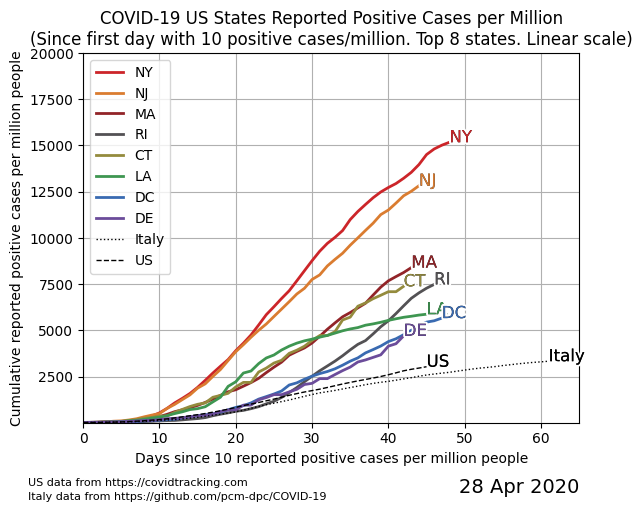 COVID-19 US States Reported Positive Cases per Million
(Since first day with 10 positive cases/million. Top 8 states. Linear scale)
Cumulative reported positive cases per million people
20000
17500
15000
12500
10000
7500
5000
2500
NY
NJ
MA
RI
CT
LA
DC
DE
Italy
US
NY
NJ
MA
RI
CT
LA
DC
DE
US
Italy
0
10
20
30
40
50
60
Days since 10 reported positive cases per million people
US data from https://covidtracking.com
Italy data from https://github.com/pcm-dpc/COVID-19
28 Apr 2020